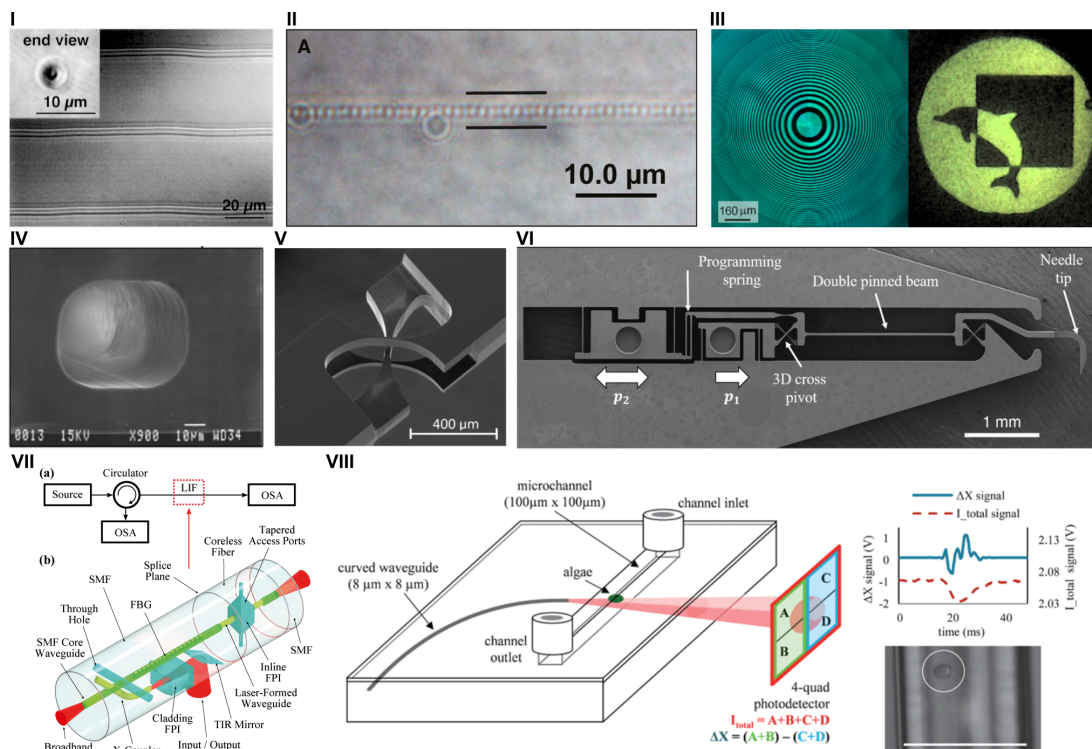 I
end view
10 µm
20 µm
II
A
10.0 µm
III
160 µm
IV
0013 15KV X900 10µm WD34
V
400 µm
VI
Programming
spring
Double pinned beam
Needle
tip
3D cross
pivot
p₂
p₁
1 mm
VII
(a)
Source
Circulator
LIF
OSA
OSA
(b)
SMF
Splice
Plane
Coreless
Fiber
Tapered
Access Ports
FBG
Through
Hole
SMF Core
Waveguide
SMF
Inline
FPI
Laser-Formed
Waveguide
TIR Mirror
Cladding
FPI
Broadband
Input / Output
VIII
microchannel
(100µm x 100µm)
channel inlet
curved waveguide
(8 µm x 8 µm)
algae
channel
outlet
A
B
C
D
4-quad
photodetector
I_total = A+B+C+D
ΔX = (A+B) – (C+D)
ΔX signal
I_total signal
ΔX signal (V)
1
0
-1
-2
2.13
2.08
2.03
I_total signal (V)
0 20 40
time (ms)